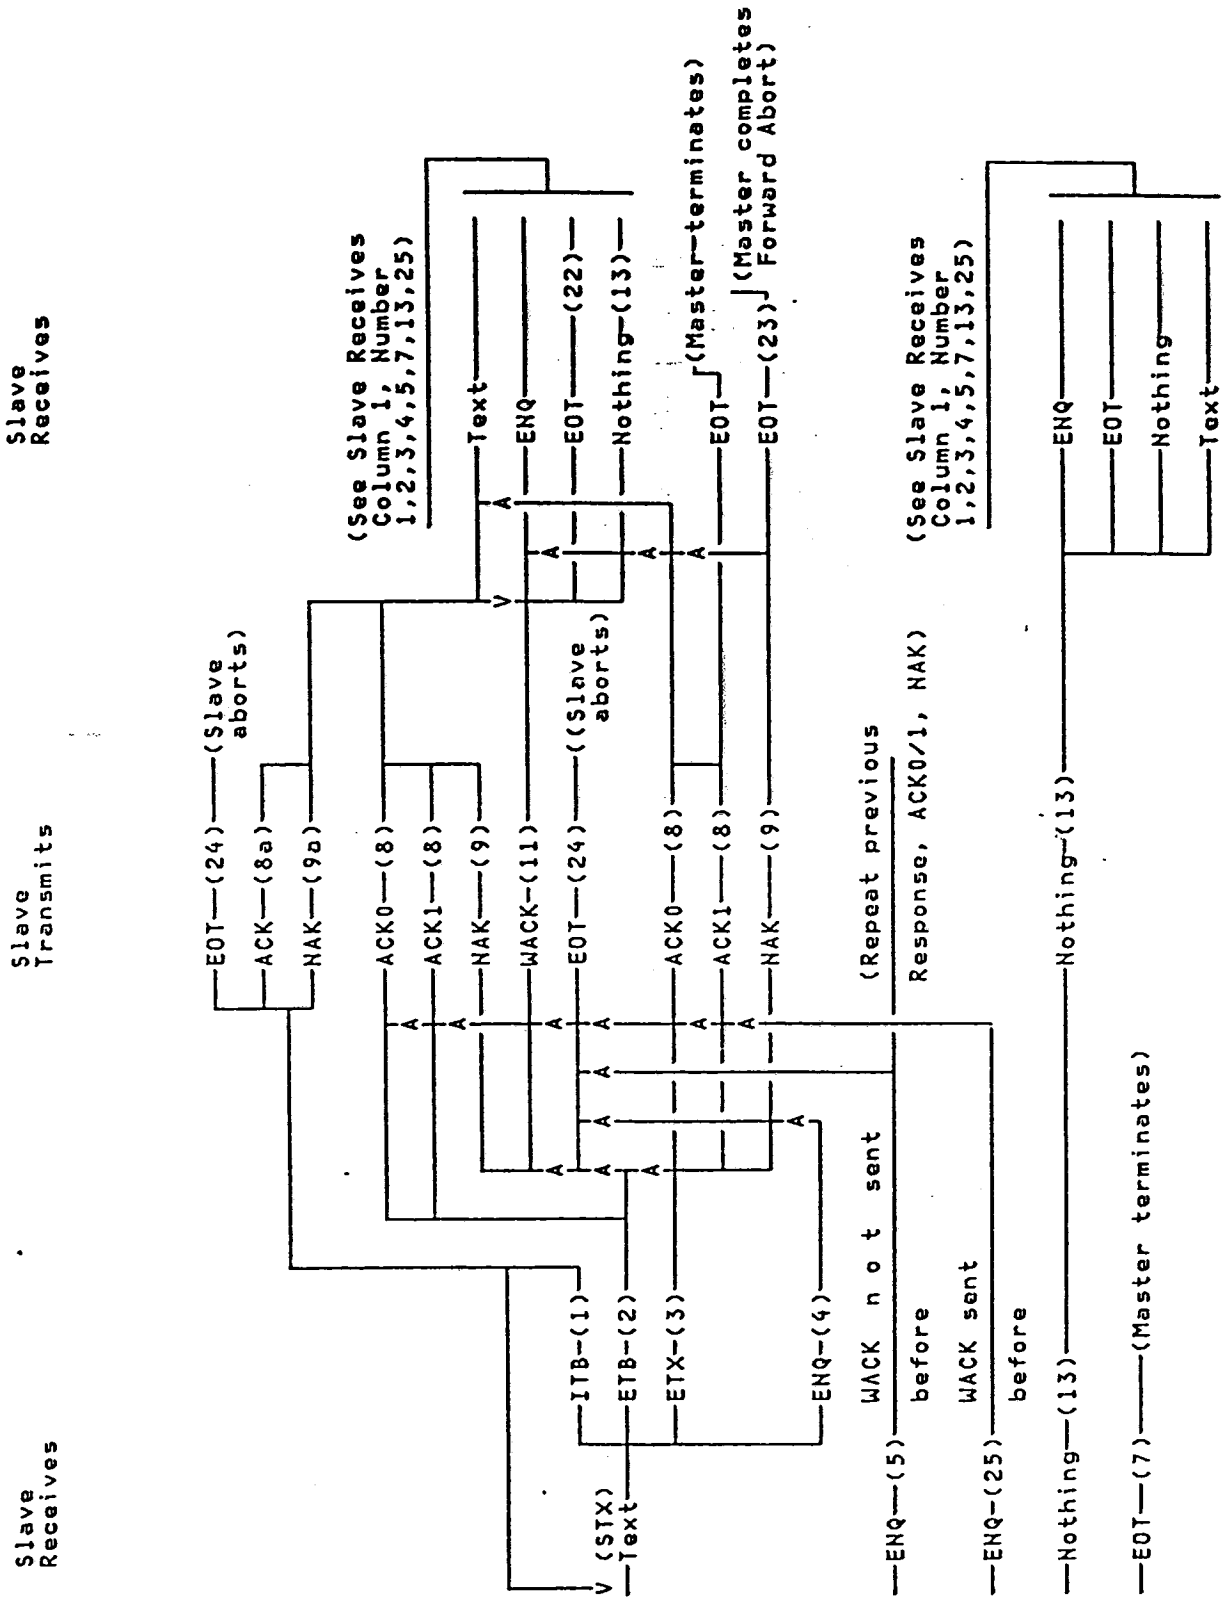 Slave
Receives
Slave
Transmits
Slave
Receives
EOT—(24)—(Slave
aborts)
ACK—(8a)
NAK—(9a)
(See Slave Receives
Column 1, Number
1,2,3,4,5,7,13,25)
ACK0—(8)
ACK1—(8)
NAK—(9)
WACK—(11)
EOT—(24)—((Slave
aborts)
Text
ENQ
EOT—(22)
Nothing—(13)
V (STX)
Text
ITB—(1)
ETB—(2)
ETX—(3)
ENQ—(4)
ACK0—(8)
ACK1—(8)
NAK—(9)
EOT
(Master-terminates)
EOT—(23)
(Master completes
Forward Abort)
ENQ—(5)
WACK not sent
before
(Repeat previous
Response, ACK0/1, NAK)
ENQ—(25)
WACK sent
before
(See Slave Receives
Column 1, Number
1,2,3,4,5,7,13,25)
Nothing—(13)
Nothing—(13)
ENQ
EOT
Nothing
Text
EOT—(7)—(Master terminates)